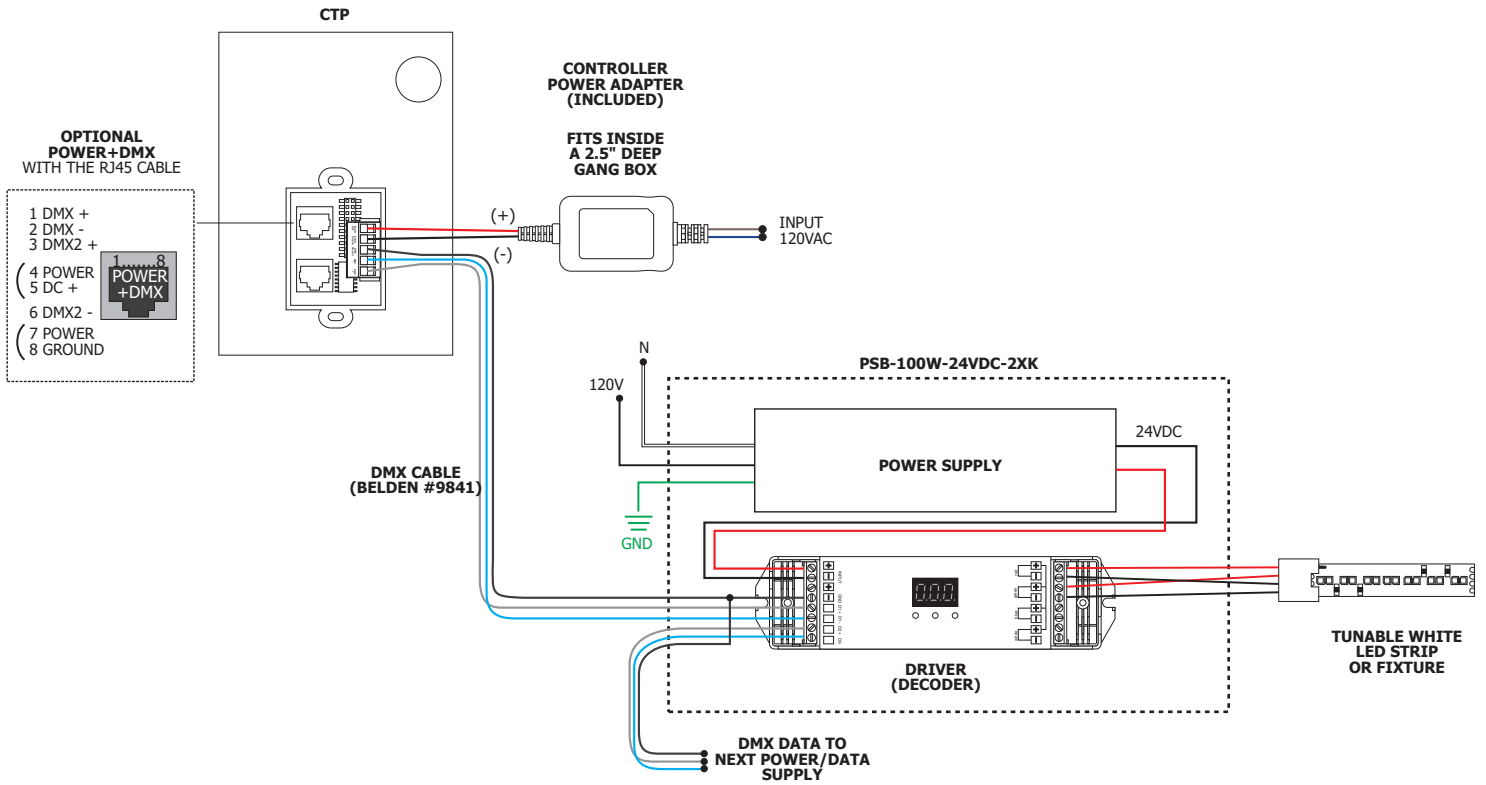 CTP
CONTROLLER
POWER ADAPTER
(INCLUDED)
FITS INSIDE
A 2.5" DEEP
GANG BOX
OPTIONAL
POWER+DMX
WITH THE RJ45 CABLE
1 DMX +
2 DMX -
3 DMX2 +
4 POWER
5 DC +
6 DMX2 -
7 POWER
8 GROUND
1......8
POWER
+DMX
(+)
(-)
INPUT
120VAC
N
120V
PSB-100W-24VDC-2XK
24VDC
POWER SUPPLY
DMX CABLE
(BELDEN #9841)
GND
INPUT
GND
000
DRIVER
(DECODER)
TUNABLE WHITE
LED STRIP
OR FIXTURE
DMX DATA TO
NEXT POWER/DATA
SUPPLY